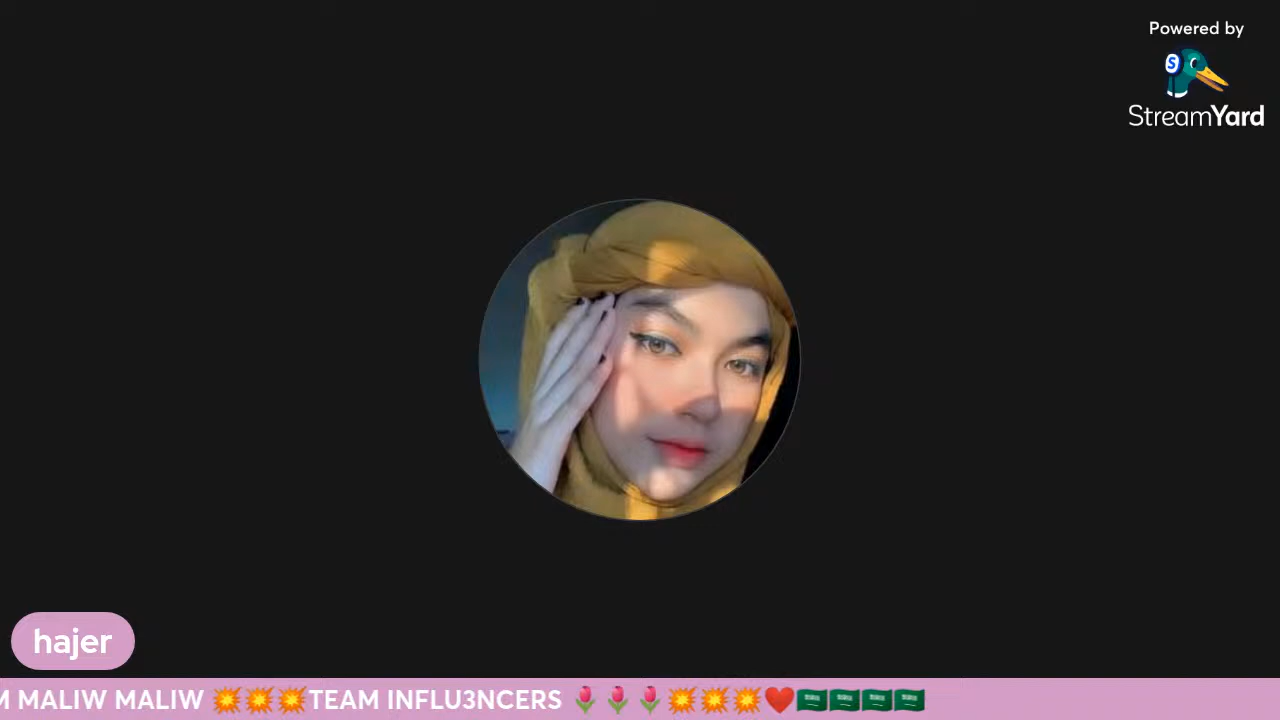 Powered by
S
StreamYard
hajer
M MALIW MALIW 💥💥💥TEAM INFLU3NCERS 🌷🌷🌷💥💥💥❤️🇸🇦🇸🇦🇸🇦🇸🇦